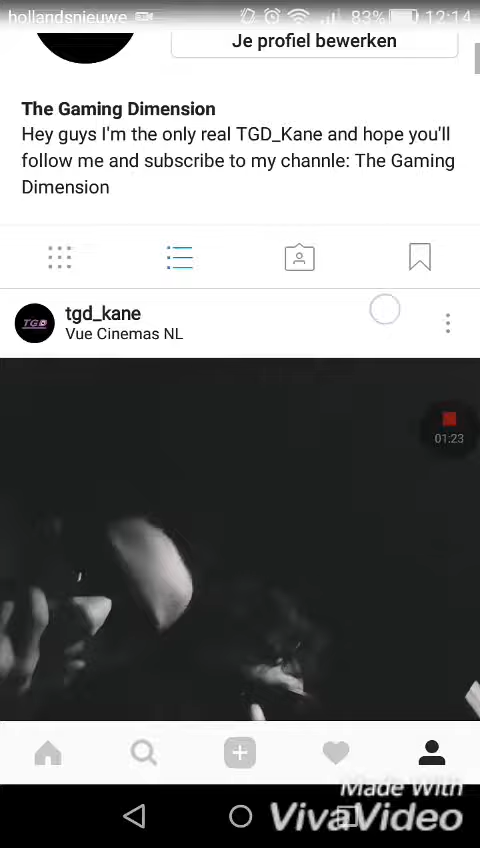 hollandsnieuwe 83% 12:14
Je profiel bewerken
The Gaming Dimension
Hey guys I'm the only real TGD_Kane and hope you'll
follow me and subscribe to my channle: The Gaming
Dimension
tgd_kane
TGD
Vue Cinemas NL
01:23
Made With
VivaVideo